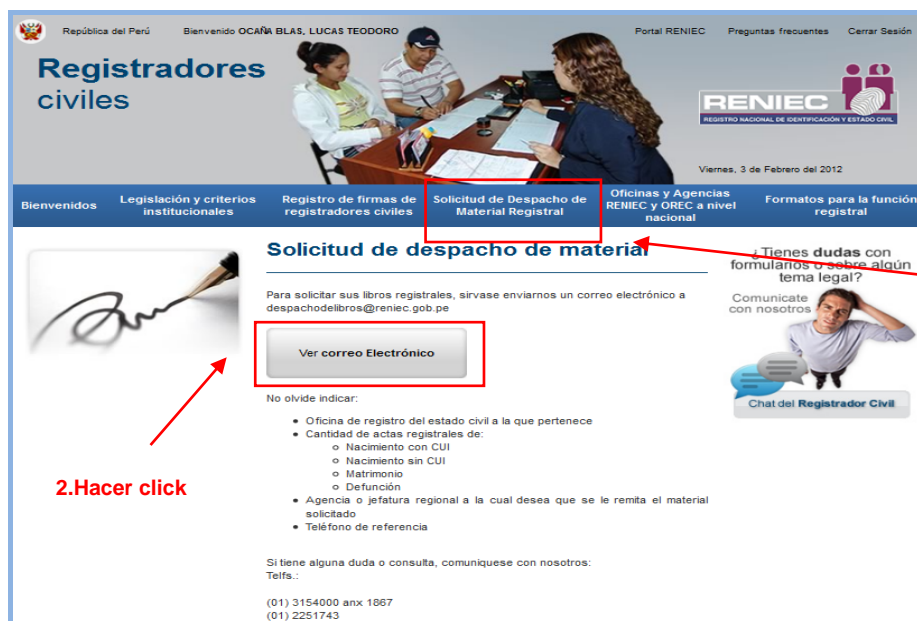 República del Perú Bienvenido OCAÑA BLAS, LUCAS TEODORO Portal RENIEC Preguntas frecuentes Cerrar Sesión
Registradores
civiles
RENIEC
REGISTRO NACIONAL DE IDENTIFICACIÓN Y ESTADO CIVIL
Viernes, 3 de Febrero del 2012
Bienvenidos
Legislación y criterios
institucionales
Registro de firmas de
registradores civiles
Solicitud de Despacho de
Material Registral
Oficinas y Agencias
RENIEC y OREC a nivel
nacional
Formatos para la función
registral
Solicitud de despacho de material
Para solicitar sus libros registrales, sirvase enviarnos un correo electrónico a
despachodelibros@reniec.gob.pe
Ver correo Electrónico
No olvide indicar:
Oficina de registro del estado civil a la que pertenece
Cantidad de actas registrales de:
Nacimiento con CUI
Nacimiento sin CUI
Matrimonio
Defunción
Agencia o jefatura regional a la cual desea que se le remita el material
solicitado
Teléfono de referencia
Si tiene alguna duda o consulta, comuniquese con nosotros:
Telfs.:
(01) 3154000 anx 1867
(01) 2251743
2.Hacer click
¿Tienes dudas con
formularios o sobre algún
tema legal?
Comunicate
con nosotros
Chat del Registrador Civil